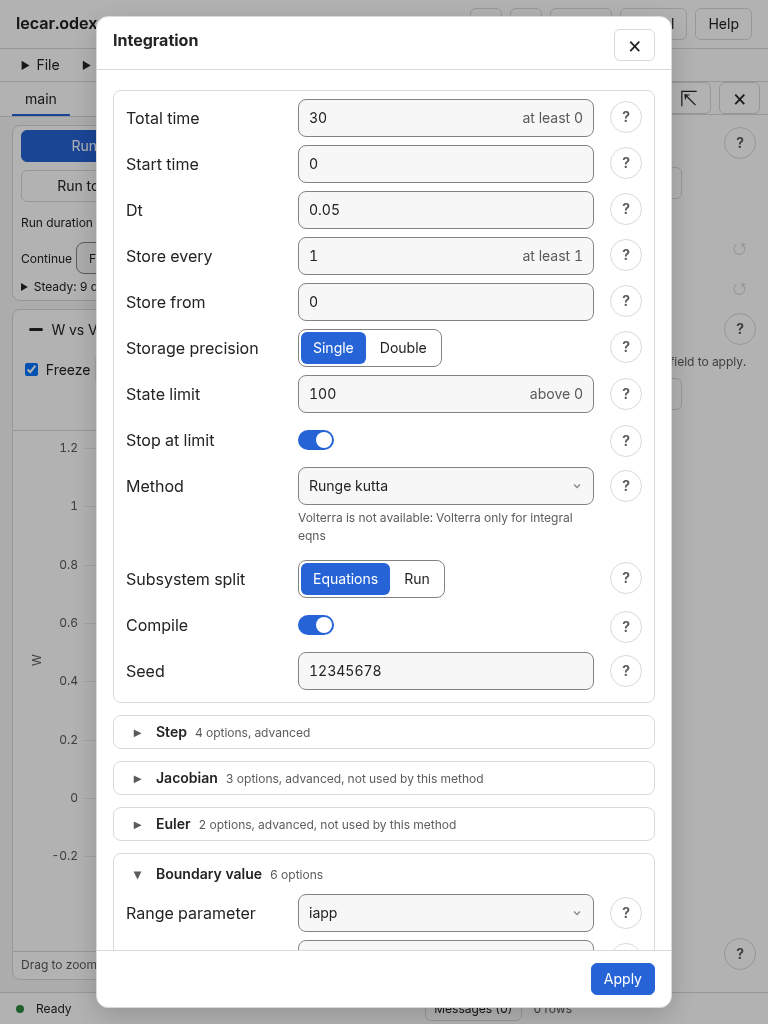 lecar.odex
Help
Integration
×
▶ File
main
Total time
30
at least 0
?
Start time
0
?
Dt
0.05
?
Store every
1
at least 1
?
Store from
0
?
Storage precision
Single
Double
?
State limit
100
above 0
?
Stop at limit
?
Method
Runge kutta
?
Volterra is not available: Volterra only for integral
eqns
Subsystem split
Equations
Run
?
Compile
?
Seed
12345678
?
Step 4 options, advanced
Jacobian 3 options, advanced, not used by this method
Euler 2 options, advanced, not used by this method
Boundary value 6 options
Range parameter
iapp
?
Apply
Run
Run to
Run duration
Continue
Steady: 9
W vs V
Freeze
field to apply.
1.2
1
0.8
0.6
0.4
0.2
0
-0.2
W
Drag to zoom
Ready
Messages (0)
0 rows
?
?
?